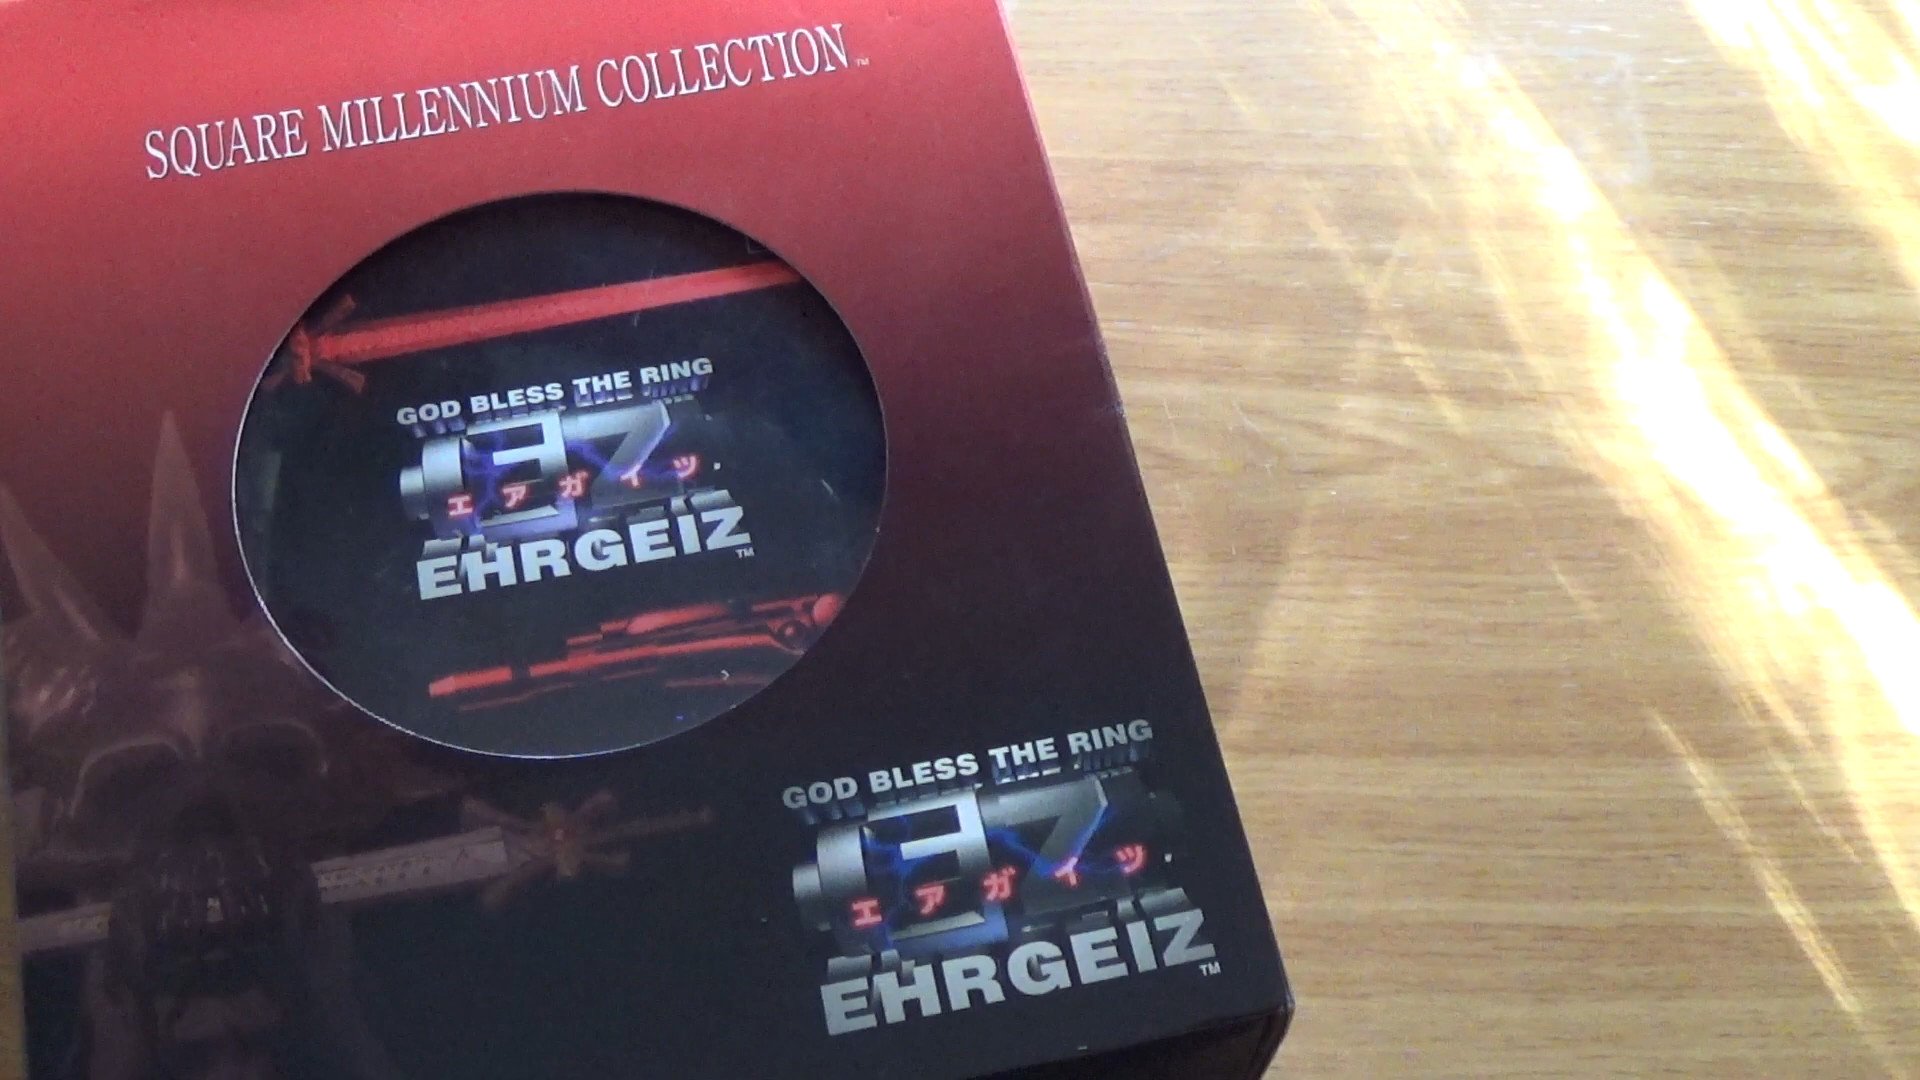 SQUARE MILLENNIUM COLLECTION™
GOD BLESS THE RING
エアガイツ
EHRGEIZ™
GOD BLESS THE RING
エアガイツ
EHRGEIZ™